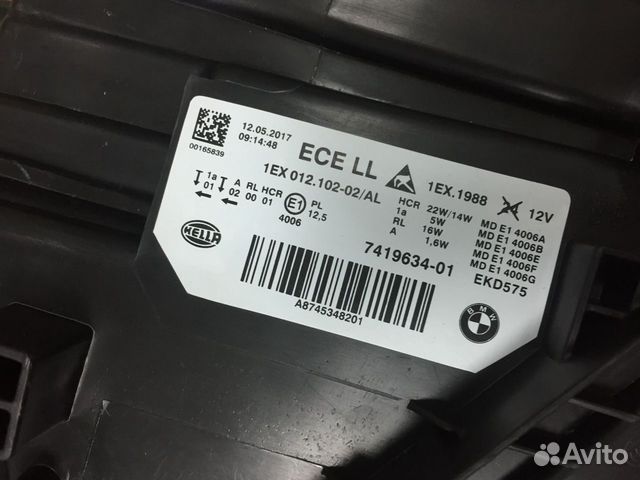 12.05.2017
09:14:48
00165839
ECE LL
1EX.1988
12V
1EX 012.102-02/AL
1a A RL HCR
01 02 00 01
E1
4006
PL
12,5
HCR 22W/14W
1a 5W
RL 16W
A 1,6W
MD E1 4006A
MD E1 4006B
MD E1 4006E
MD E1 4006F
MD E1 4006G
HELLA
7419634-01
EKD575
A8745348201
BMW
Avito